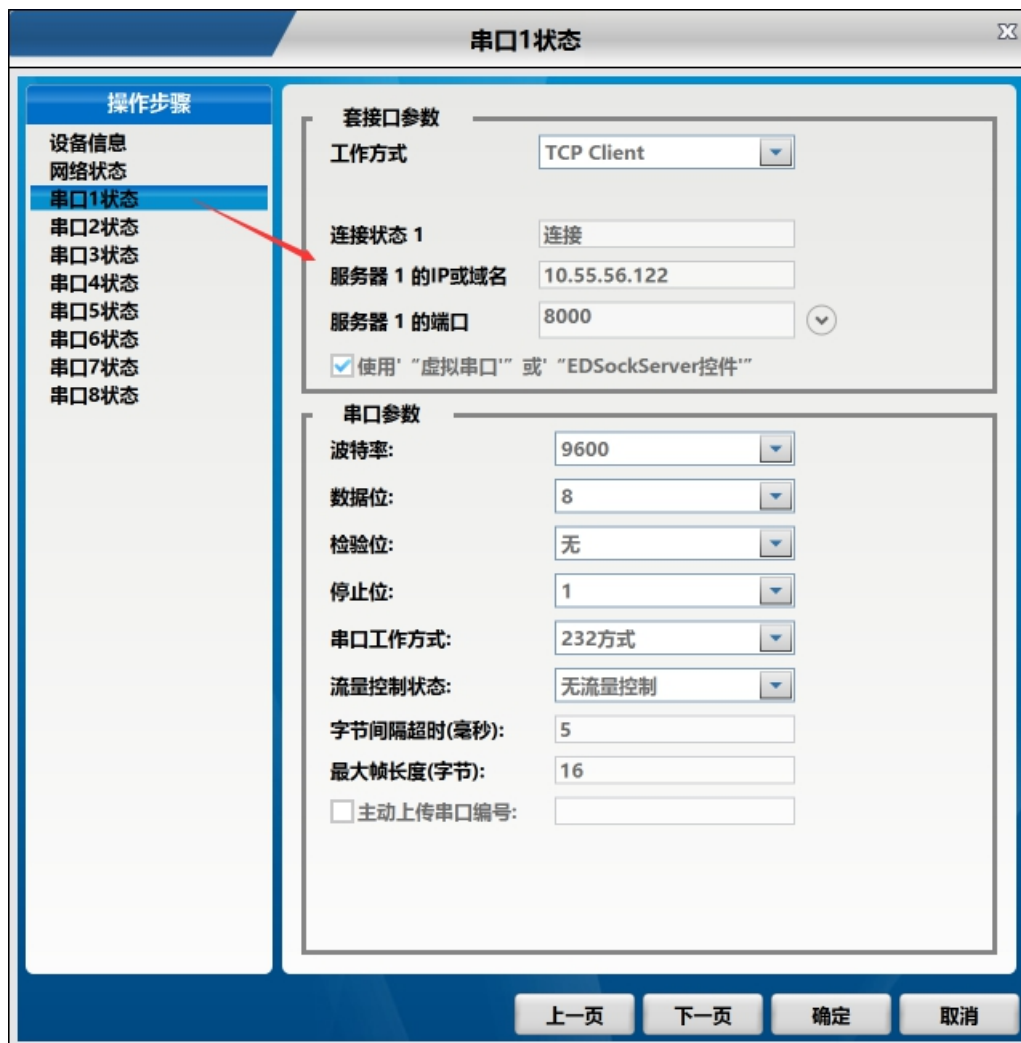 串口1状态
操作步骤
设备信息
网络状态
串口1状态
串口2状态
串口3状态
串口4状态
串口5状态
串口6状态
串口7状态
串口8状态
套接口参数
工作方式 TCP Client
连接状态 1 连接
服务器 1 的IP或域名 10.55.56.122
服务器 1 的端口 8000
使用'“虚拟串口'”或'“EDSockServer控件'”
串口参数
波特率: 9600
数据位: 8
检验位: 无
停止位: 1
串口工作方式: 232方式
流量控制状态: 无流量控制
字节间隔超时(毫秒): 5
最大帧长度(字节): 16
主动上传串口编号:
上一页 下一页 确定 取消